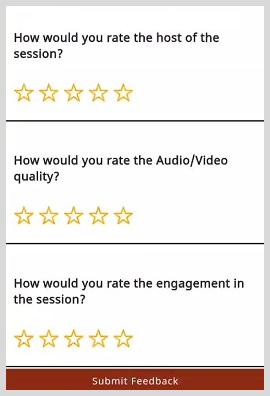 How would you rate the host of the
session?
How would you rate the Audio/Video
quality?
How would you rate the engagement in
the session?
Submit Feedback